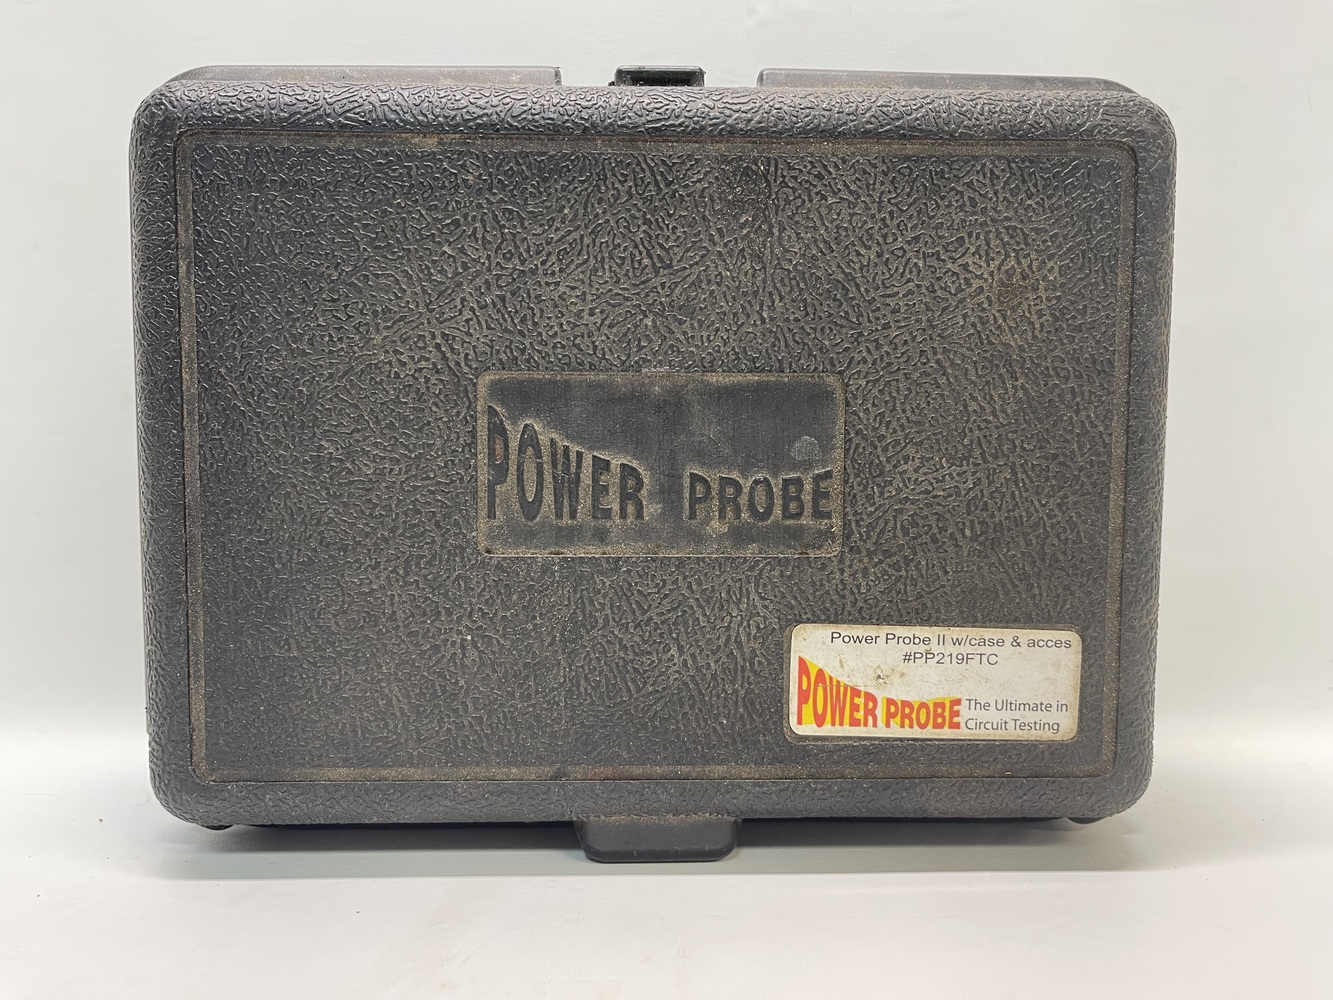 POWER PROBE
Power Probe II w/case & acces
#PP219FTC
POWER PROBE
The Ultimate in
Circuit Testing